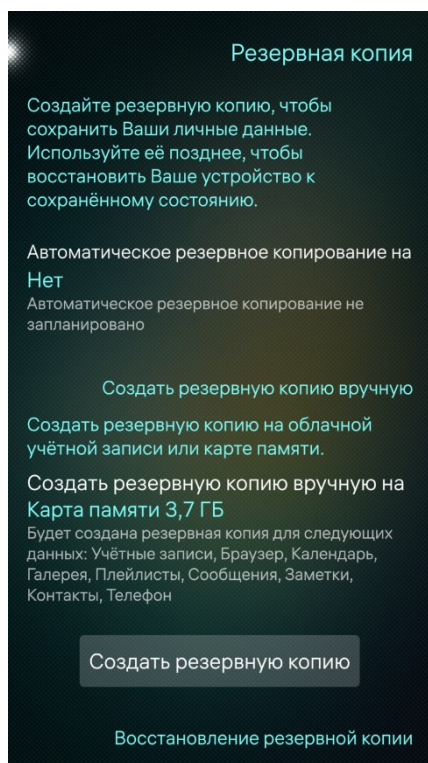 Резервная копия
Создайте резервную копию, чтобы
сохранить Ваши личные данные.
Используйте её позднее, чтобы
восстановить Ваше устройство к
сохранённому состоянию.
Автоматическое резервное копирование на
Нет
Автоматическое резервное копирование не
запланировано
Создать резервную копию вручную
Создать резервную копию на облачной
учётной записи или карте памяти.
Создать резервную копию вручную на
Карта памяти 3,7 ГБ
Будет создана резервная копия для следующих
данных: Учётные записи, Браузер, Календарь,
Галерея, Плейлисты, Сообщения, Заметки,
Контакты, Телефон
Создать резервную копию
Восстановление резервной копии